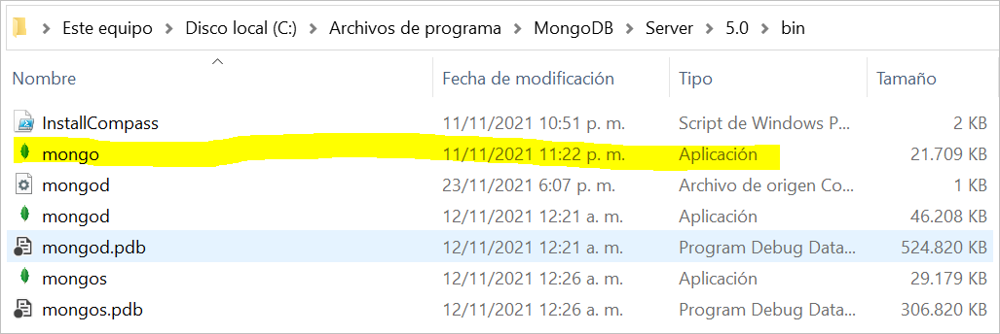 Este equipo > Disco local (C:) > Archivos de programa > MongoDB > Server > 5.0 > bin
Nombre Fecha de modificación Tipo Tamaño
InstallCompass 11/11/2021 10:51 p. m. Script de Windows P... 2 KB
mongo 11/11/2021 11:22 p. m. Aplicación 21.709 KB
mongod 23/11/2021 6:07 p. m. Archivo de origen Co... 1 KB
mongod 12/11/2021 12:21 a. m. Aplicación 46.208 KB
mongod.pdb 12/11/2021 12:21 a. m. Program Debug Data... 524.820 KB
mongos 12/11/2021 12:26 a. m. Aplicación 29.179 KB
mongos.pdb 12/11/2021 12:26 a. m. Program Debug Data... 306.820 KB